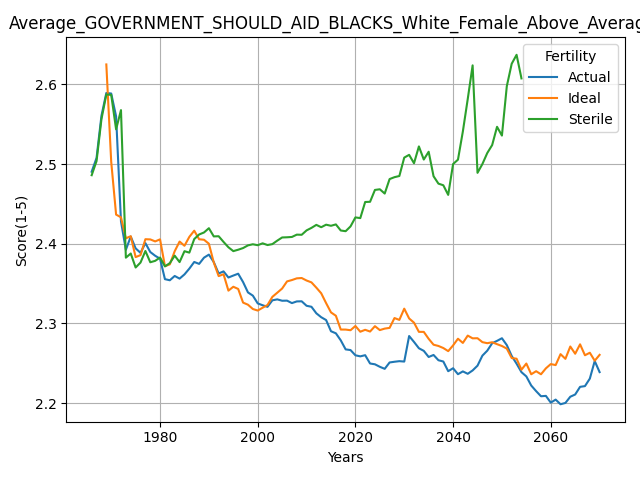 Average_GOVERNMENT_SHOULD_AID_BLACKS_White_Female_Above_Averag
Fertility
Actual
Ideal
Sterile
Score(1-5)
2.6
2.5
2.4
2.3
2.2
1980 2000 2020 2040 2060
Years